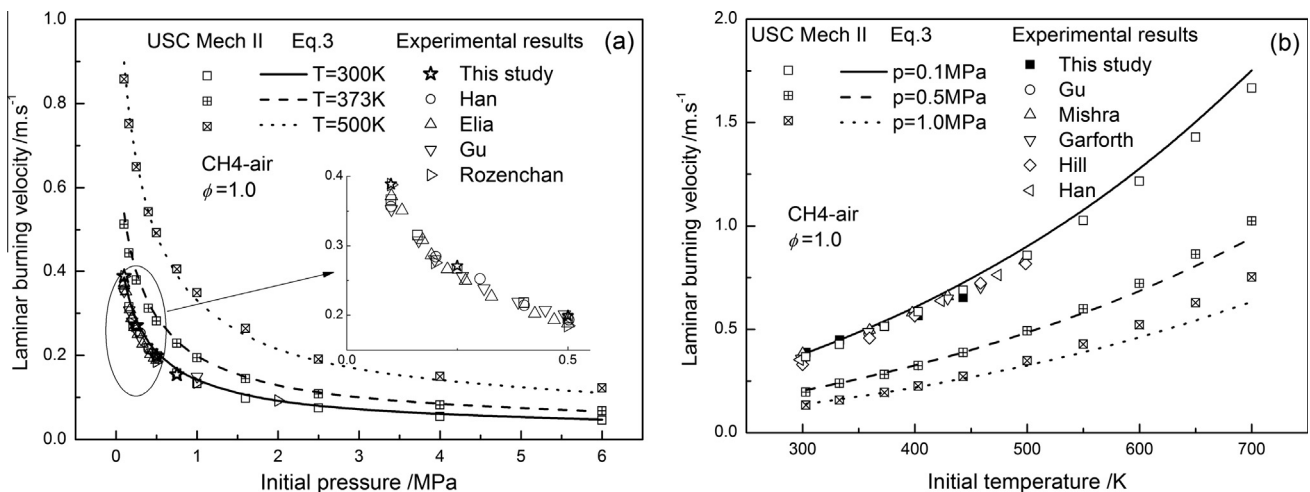 USC Mech II Eq.3 Experimental results (a)
T=300K This study
T=373K Han
T=500K Elia
Gu
Rozenchan
CH4-air
ϕ=1.0
0.4
0.3
0.2
0.0 0.5
1.0
0.8
0.6
0.4
0.2
0.0
0 1 2 3 4 5 6
Laminar burning velocity /m.s⁻¹
Initial pressure /MPa
USC Mech II Eq.3 Experimental results (b)
p=0.1MPa This study
p=0.5MPa Gu
p=1.0MPa Mishra
Garforth
Hill
Han
CH4-air
ϕ=1.0
2.0
1.5
1.0
0.5
0.0
300 400 500 600 700
Laminar burning velocity /m.s⁻¹
Initial temperature /K